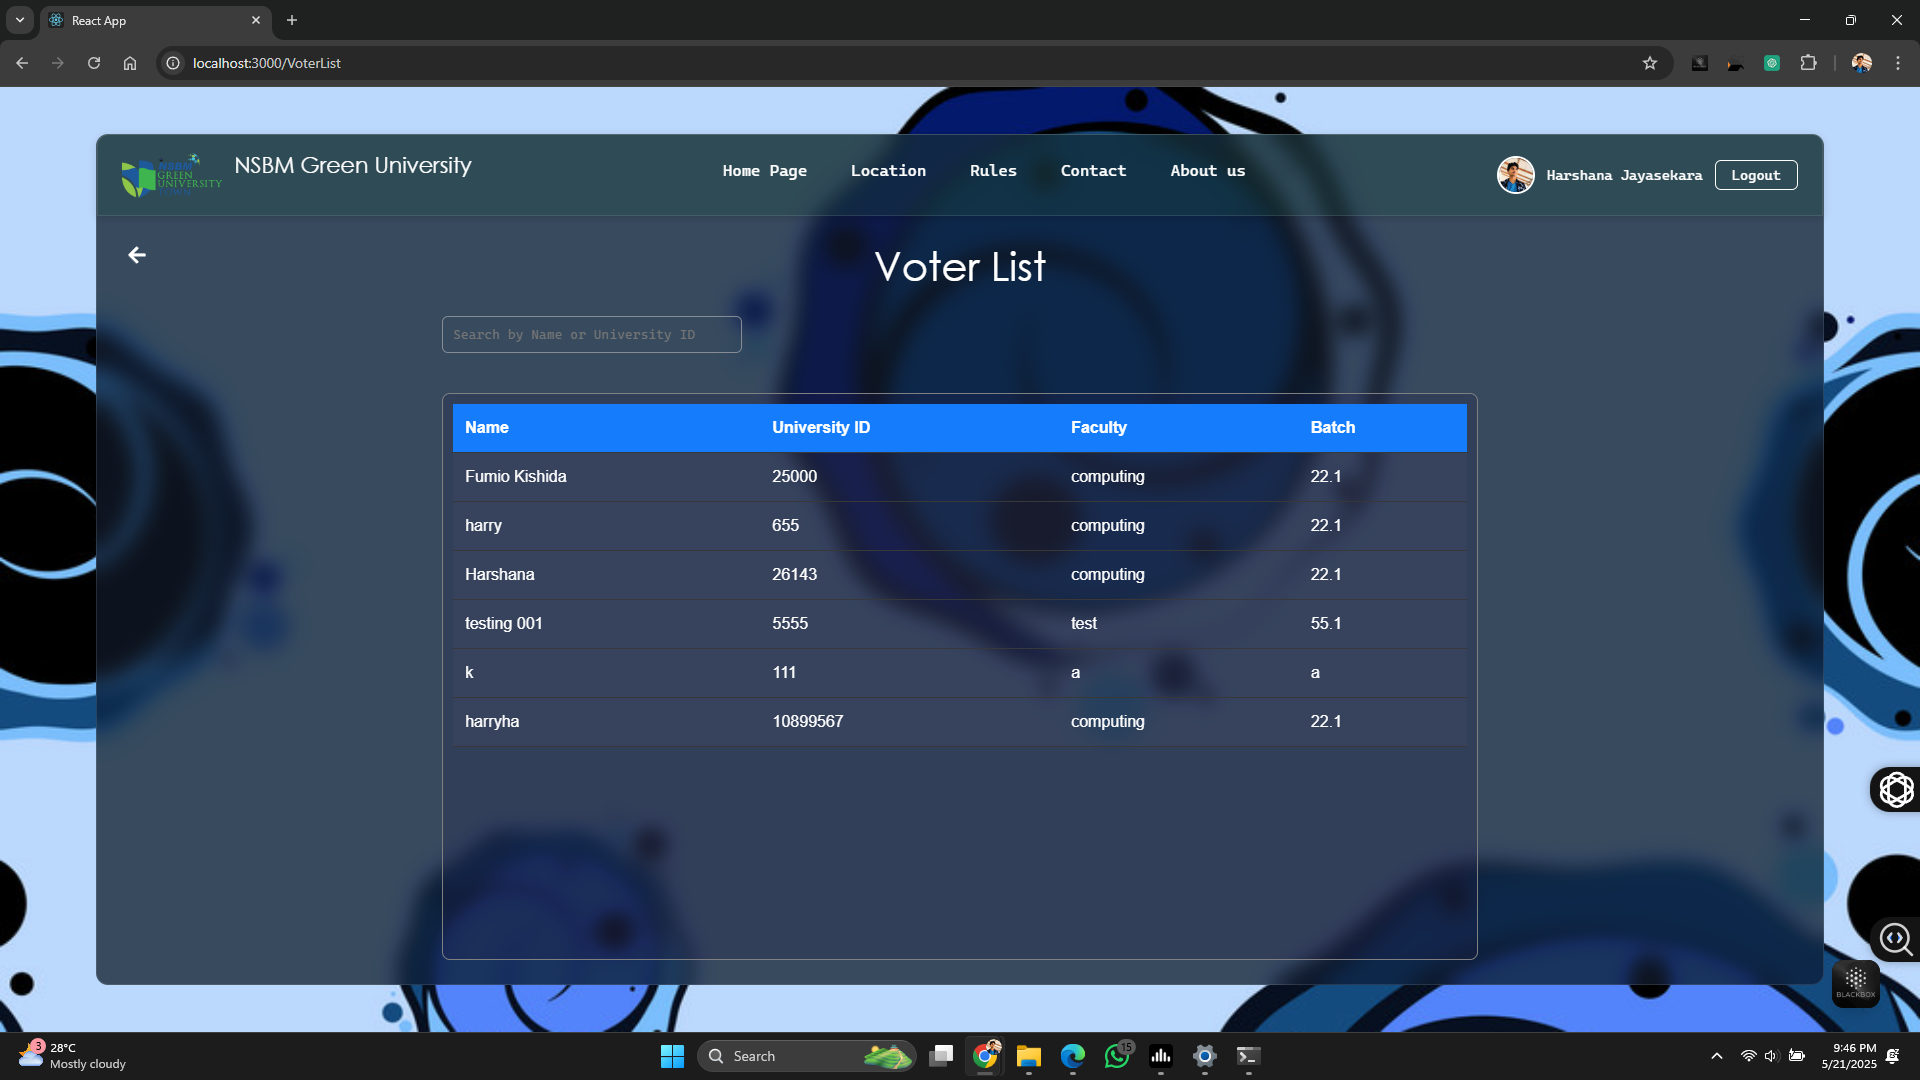 React App
localhost:3000/VoterList
NSBM
GREEN
UNIVERSITY
NSBM Green University
Home Page Location Rules Contact About us
Harshana Jayasekara Logout
Voter List
Search by Name or University ID
Name University ID Faculty Batch
Fumio Kishida 25000 computing 22.1
harry 655 computing 22.1
Harshana 26143 computing 22.1
testing 001 5555 test 55.1
k 111 a a
harryha 10899567 computing 22.1
BLACKBOX
3
28°C
Mostly cloudy
Search
15
9:46 PM
5/21/2025